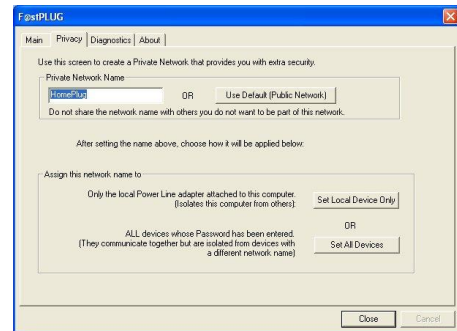 F@stPLUG
Main Privacy Diagnostics About
Use this screen to create a Private Network that provides you with extra security.
Private Network Name
HomePlug OR Use Default (Public Network)
Do not share the network name with others you do not want to be part of this network.
After setting the name above, choose how it will be applied below:
Assign this network name to
Only the local Power Line adapter attached to this computer.
(Isolates this computer from others):
Set Local Device Only
OR
ALL devices whose Password has been entered.
(They communicate together but are isolated from devices with
a different network name)
Set All Devices
Close Cancel